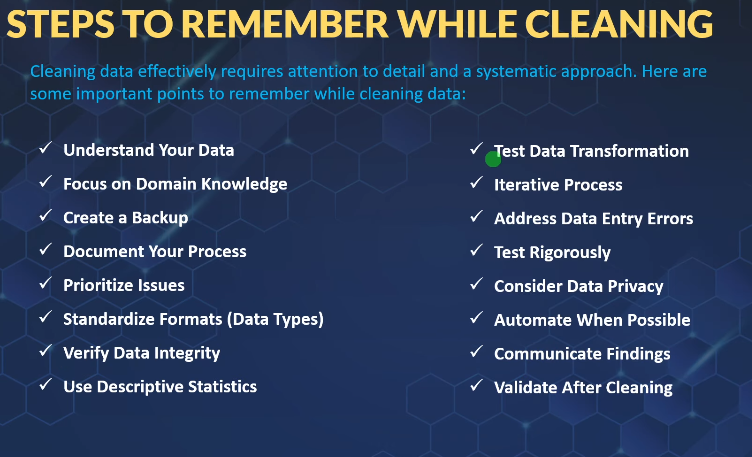 STEPS TO REMEMBER WHILE CLEANING
Cleaning data effectively requires attention to detail and a systematic approach. Here are
some important points to remember while cleaning data:
✓ Understand Your Data
✓ Focus on Domain Knowledge
✓ Create a Backup
✓ Document Your Process
✓ Prioritize Issues
✓ Standardize Formats (Data Types)
✓ Verify Data Integrity
✓ Use Descriptive Statistics
✓ Test Data Transformation
✓ Iterative Process
✓ Address Data Entry Errors
✓ Test Rigorously
✓ Consider Data Privacy
✓ Automate When Possible
✓ Communicate Findings
✓ Validate After Cleaning